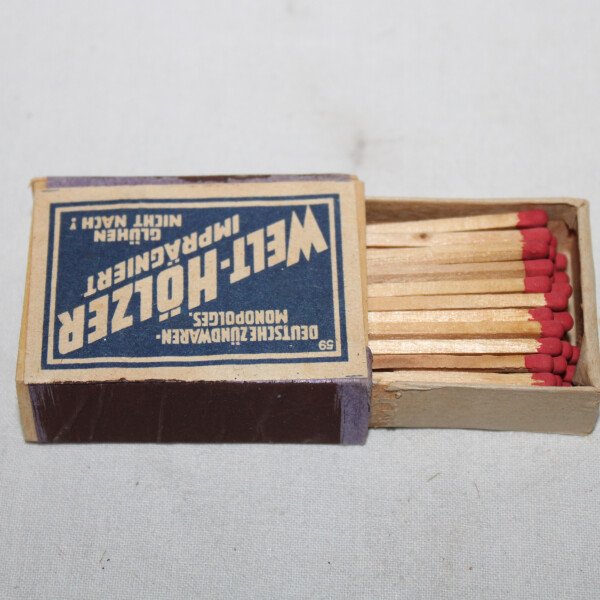 59
DEUTSCHE ZÜNDWAREN-
MONOPOLGES.
WELT-HÖLZER
IMPRÄGNIERT
GLÜHEN
NICHT NACH!